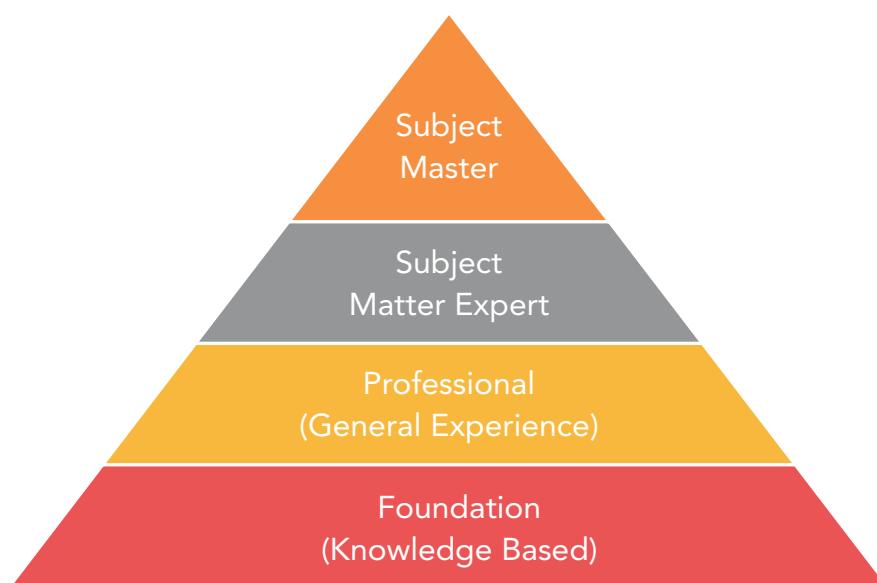 Subject
Master
Subject
Matter Expert
Professional
(General Experience)
Foundation
(Knowledge Based)